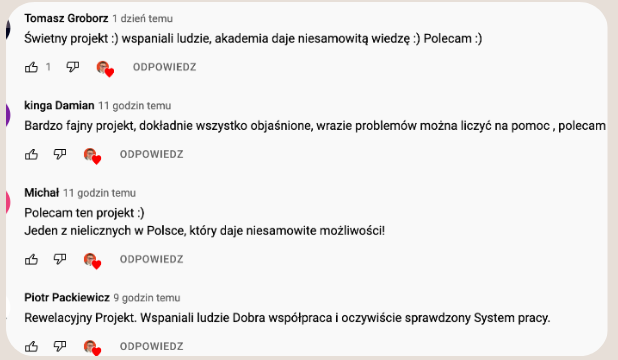 Tomasz Groborz 1 dzień temu
Świetny projekt :) wspaniali ludzie, akademia daje niesamowitą wiedzę :) Polecam :)
1 ODPOWIEDZ
kinga Damian 11 godzin temu
Bardzo fajny projekt, dokładnie wszystko objaśnione, wrazie problemów można liczyć na pomoc , polecam
ODPOWIEDZ
Michał 11 godzin temu
Polecam ten projekt :)
Jeden z nielicznych w Polsce, który daje niesamowite możliwości!
ODPOWIEDZ
Piotr Packiewicz 9 godzin temu
Rewelacyjny Projekt. Wspaniali ludzie Dobra współpraca i oczywiście sprawdzony System pracy.
ODPOWIEDZ